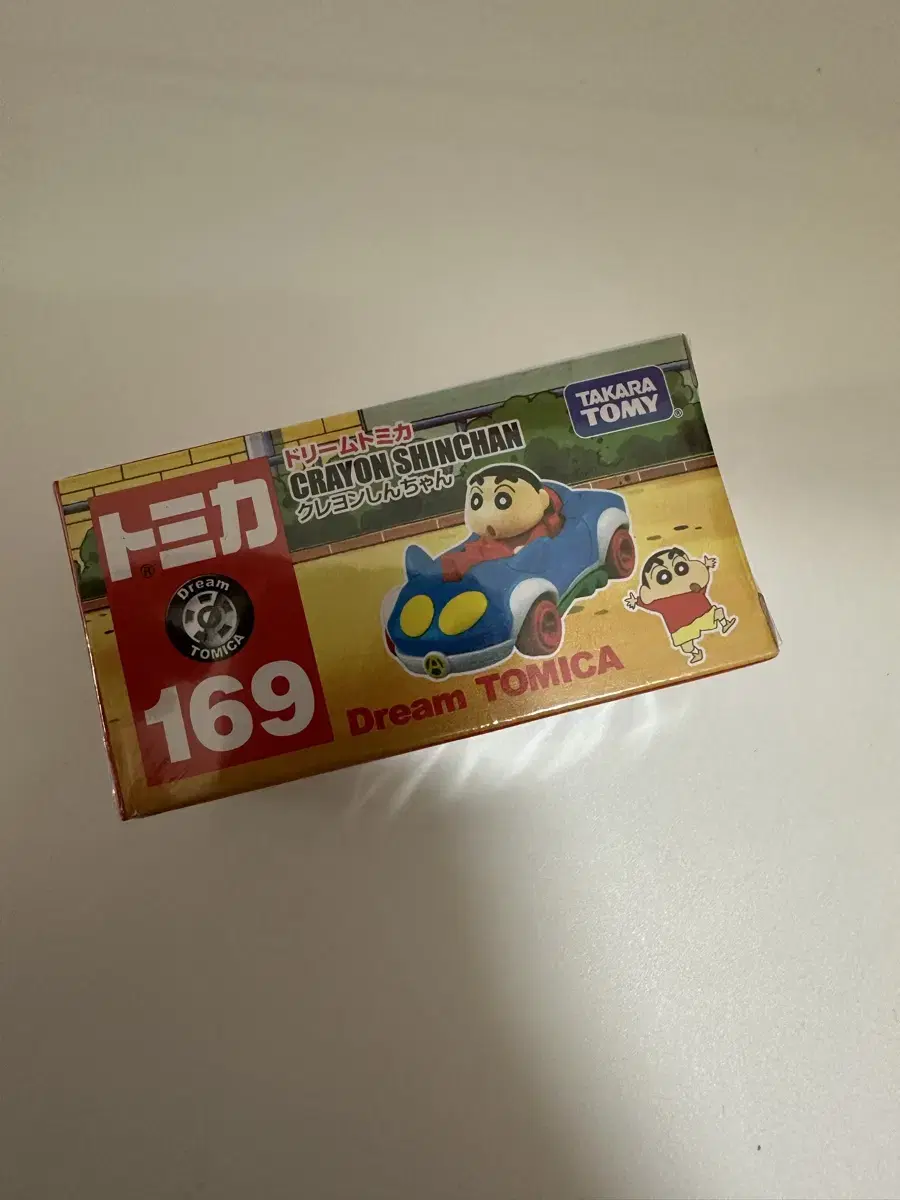 トミカ
®
Dream
TOMICA
169
ドリームトミカ
CRAYON SHINCHAN
クレヨンしんちゃん
TAKARA
TOMY®
A
Dream TOMICA